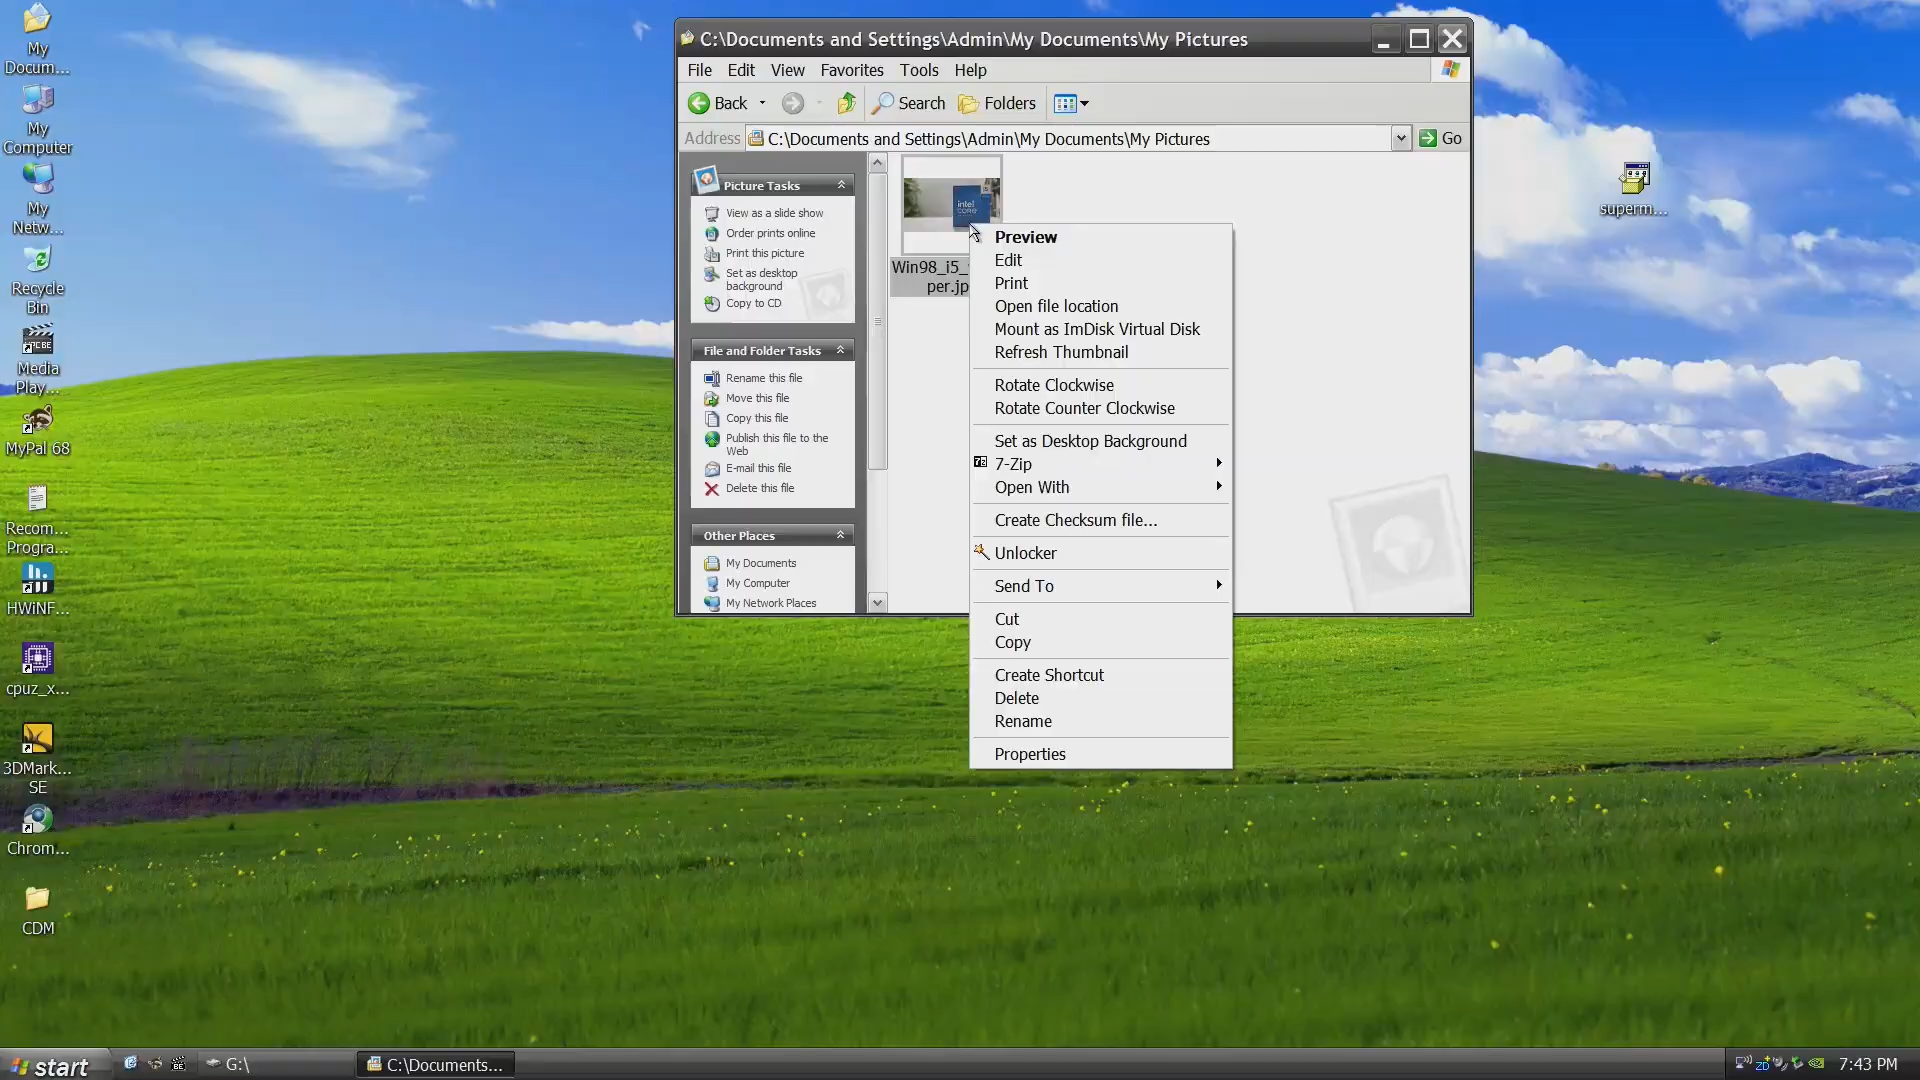 My
Docum...
My
Computer
My
Netw...
Recycle
Bin
Media
Play...
MyPal 68
Recom...
Progra...
HWiNF...
cpuz_x...
3DMark...
SE
Chrom...
CDM
superm...
C:\Documents and Settings\Admin\My Documents\My Pictures
File Edit View Favorites Tools Help
Back Search Folders
Address C:\Documents and Settings\Admin\My Documents\My Pictures Go
Picture Tasks
View as a slide show
Order prints online
Print this picture
Set as desktop
background
Copy to CD
File and Folder Tasks
Rename this file
Move this file
Copy this file
Publish this file to the
Web
E-mail this file
Delete this file
Other Places
My Documents
My Computer
My Network Places
intel
CORE
Win98_i5_
per.jp
Preview
Edit
Print
Open file location
Mount as ImDisk Virtual Disk
Refresh Thumbnail
Rotate Clockwise
Rotate Counter Clockwise
Set as Desktop Background
7-Zip
Open With
Create Checksum file...
Unlocker
Send To
Cut
Copy
Create Shortcut
Delete
Rename
Properties
start G:\ C:\Documents... 7:43 PM